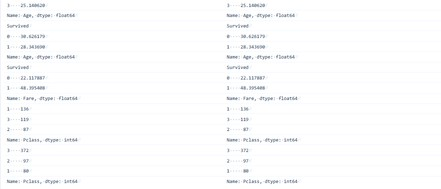 3    25.140620
Name: Age, dtype: float64
Survived
0    30.626179
1    28.343690
Name: Age, dtype: float64
Survived
0    22.117887
1    48.395408
Name: Fare, dtype: float64
1    136
3    119
2     87
Name: Pclass, dtype: int64
3    372
2     97
1     80
Name: Pclass, dtype: int64
3    25.140620
Name: Age, dtype: float64
Survived
0    30.626179
1    28.343690
Name: Age, dtype: float64
Survived
0    22.117887
1    48.395408
Name: Fare, dtype: float64
1    136
3    119
2     87
Name: Pclass, dtype: int64
3    372
2     97
1     80
Name: Pclass, dtype: int64